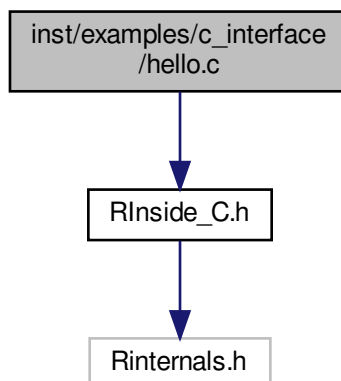 inst/examples/c_interface
/hello.c
RInside_C.h
Rinternals.h